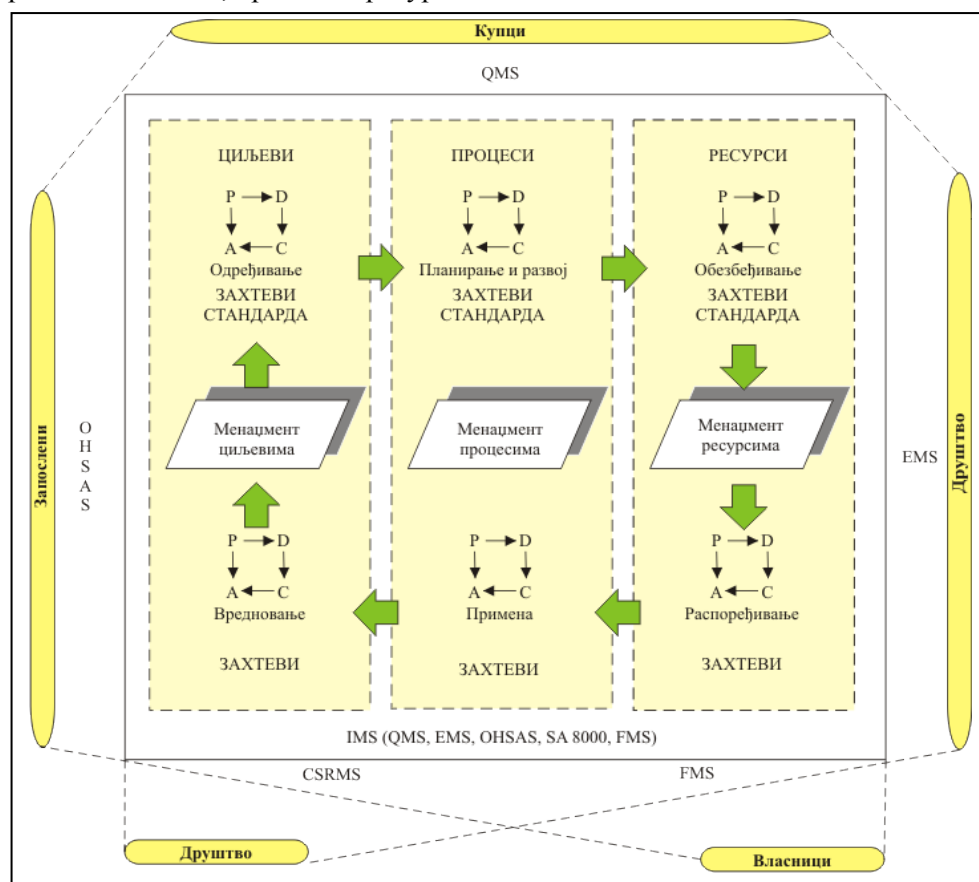 Купци
QMS
ЦИЉЕВИ
P D
A C
Одређивање
ЗАХТЕВИ
СТАНДАРДА
Менаџмент
циљевима
P D
A C
Вредновање
ЗАХТЕВИ
ПРОЦЕСИ
P D
A C
Планирање и развој
ЗАХТЕВИ
СТАНДАРДА
Менаџмент
процесима
P D
A C
Примена
ЗАХТЕВИ
РЕСУРСИ
P D
A C
Обезбеђивање
ЗАХТЕВИ
СТАНДАРДА
Менаџмент
ресурсима
P D
A C
Распоређивање
ЗАХТЕВИ
Запослени
O
H
S
A
S
EMS
Друштво
IMS (QMS, EMS, OHSAS, SA 8000, FMS)
CSRMS
FMS
Друштво
Власници